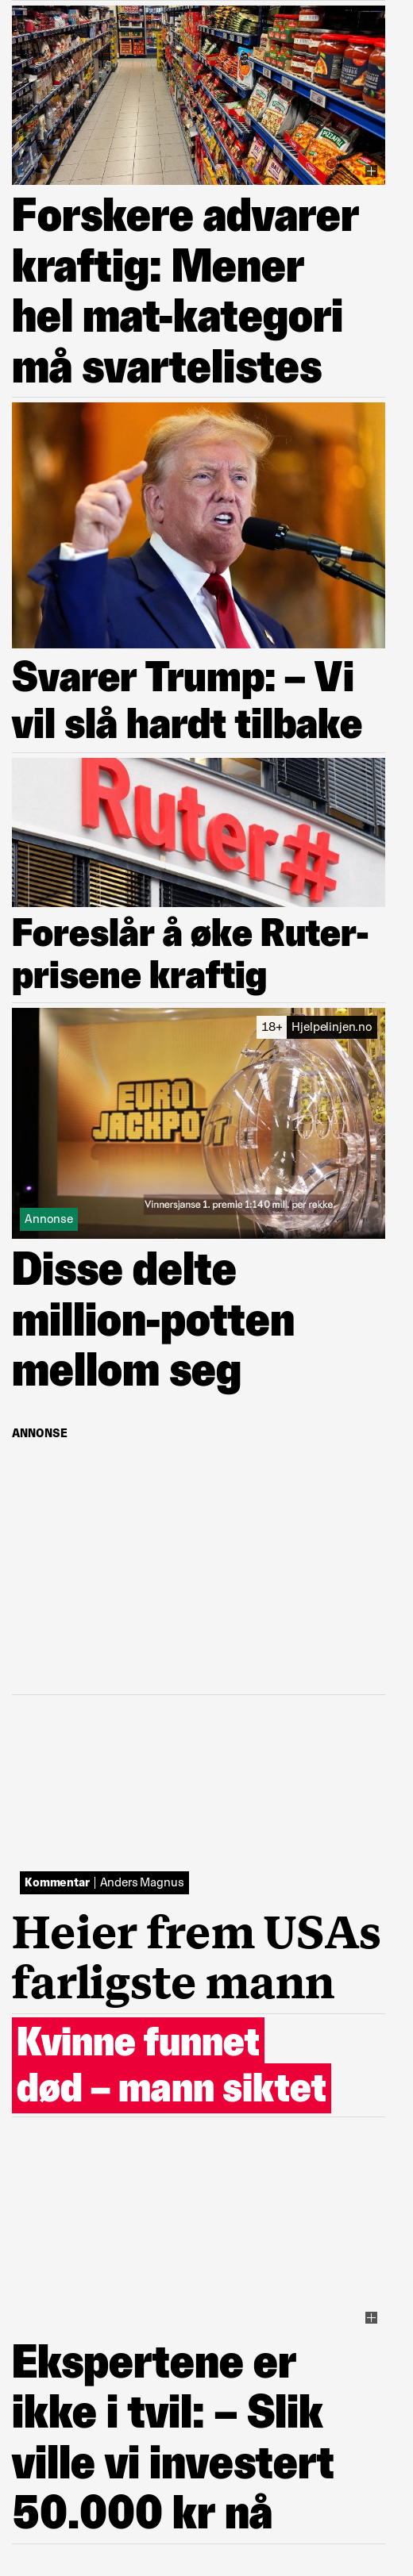 Forskere advarer
kraftig: Mener
hel mat-kategori
må svartelistes
Svarer Trump: – Vi
vil slå hardt tilbake
Ruter#
Foreslår å øke Ruter-
prisene kraftig
18+ Hjelpelinjen.no
EURO
JACKPOT
Vinnersjanse 1. premie 1:140 mill. per rekke.
Annonse
Disse delte
million-potten
mellom seg
ANNONSE
Kommentar | Anders Magnus
Heier frem USAs
farligste mann
Kvinne funnet
død – mann siktet
Ekspertene er
ikke i tvil: – Slik
ville vi investert
50.000 kr nå